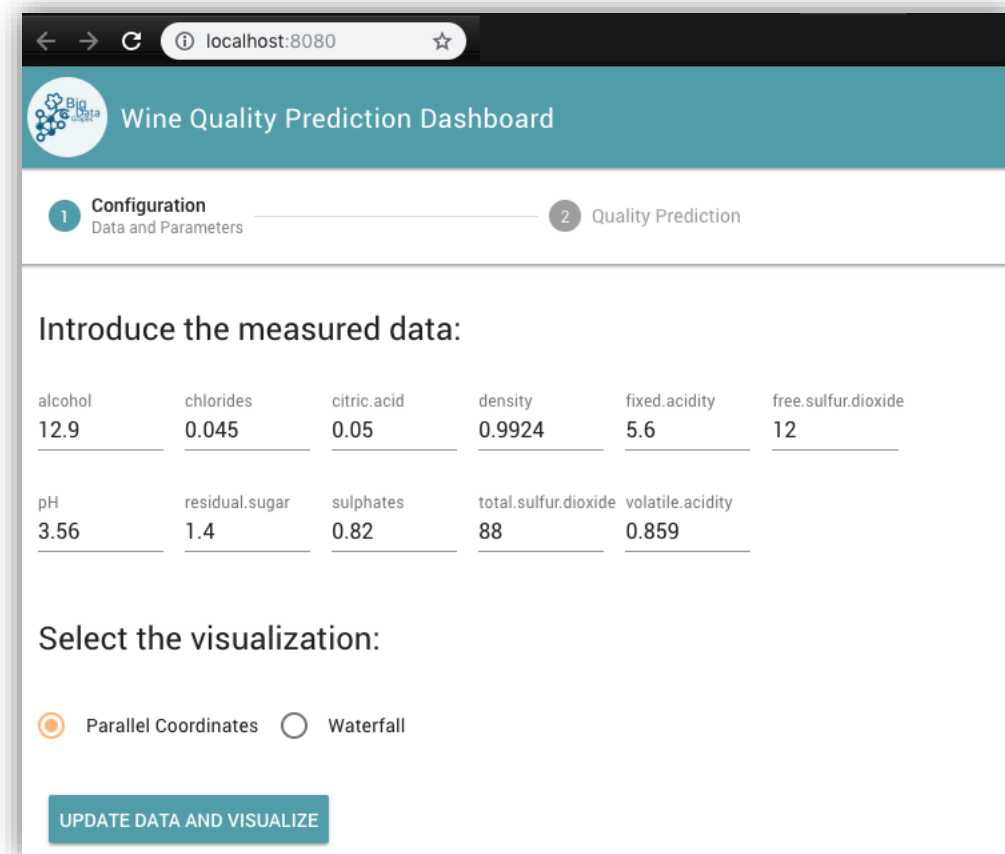 localhost:8080
Big
Data
Grapes
Wine Quality Prediction Dashboard
1 Configuration
Data and Parameters
2 Quality Prediction
Introduce the measured data:
alcohol chlorides citric.acid density fixed.acidity free.sulfur.dioxide
12.9 0.045 0.05 0.9924 5.6 12
pH residual.sugar sulphates total.sulfur.dioxide volatile.acidity
3.56 1.4 0.82 88 0.859
Select the visualization:
Parallel Coordinates Waterfall
UPDATE DATA AND VISUALIZE